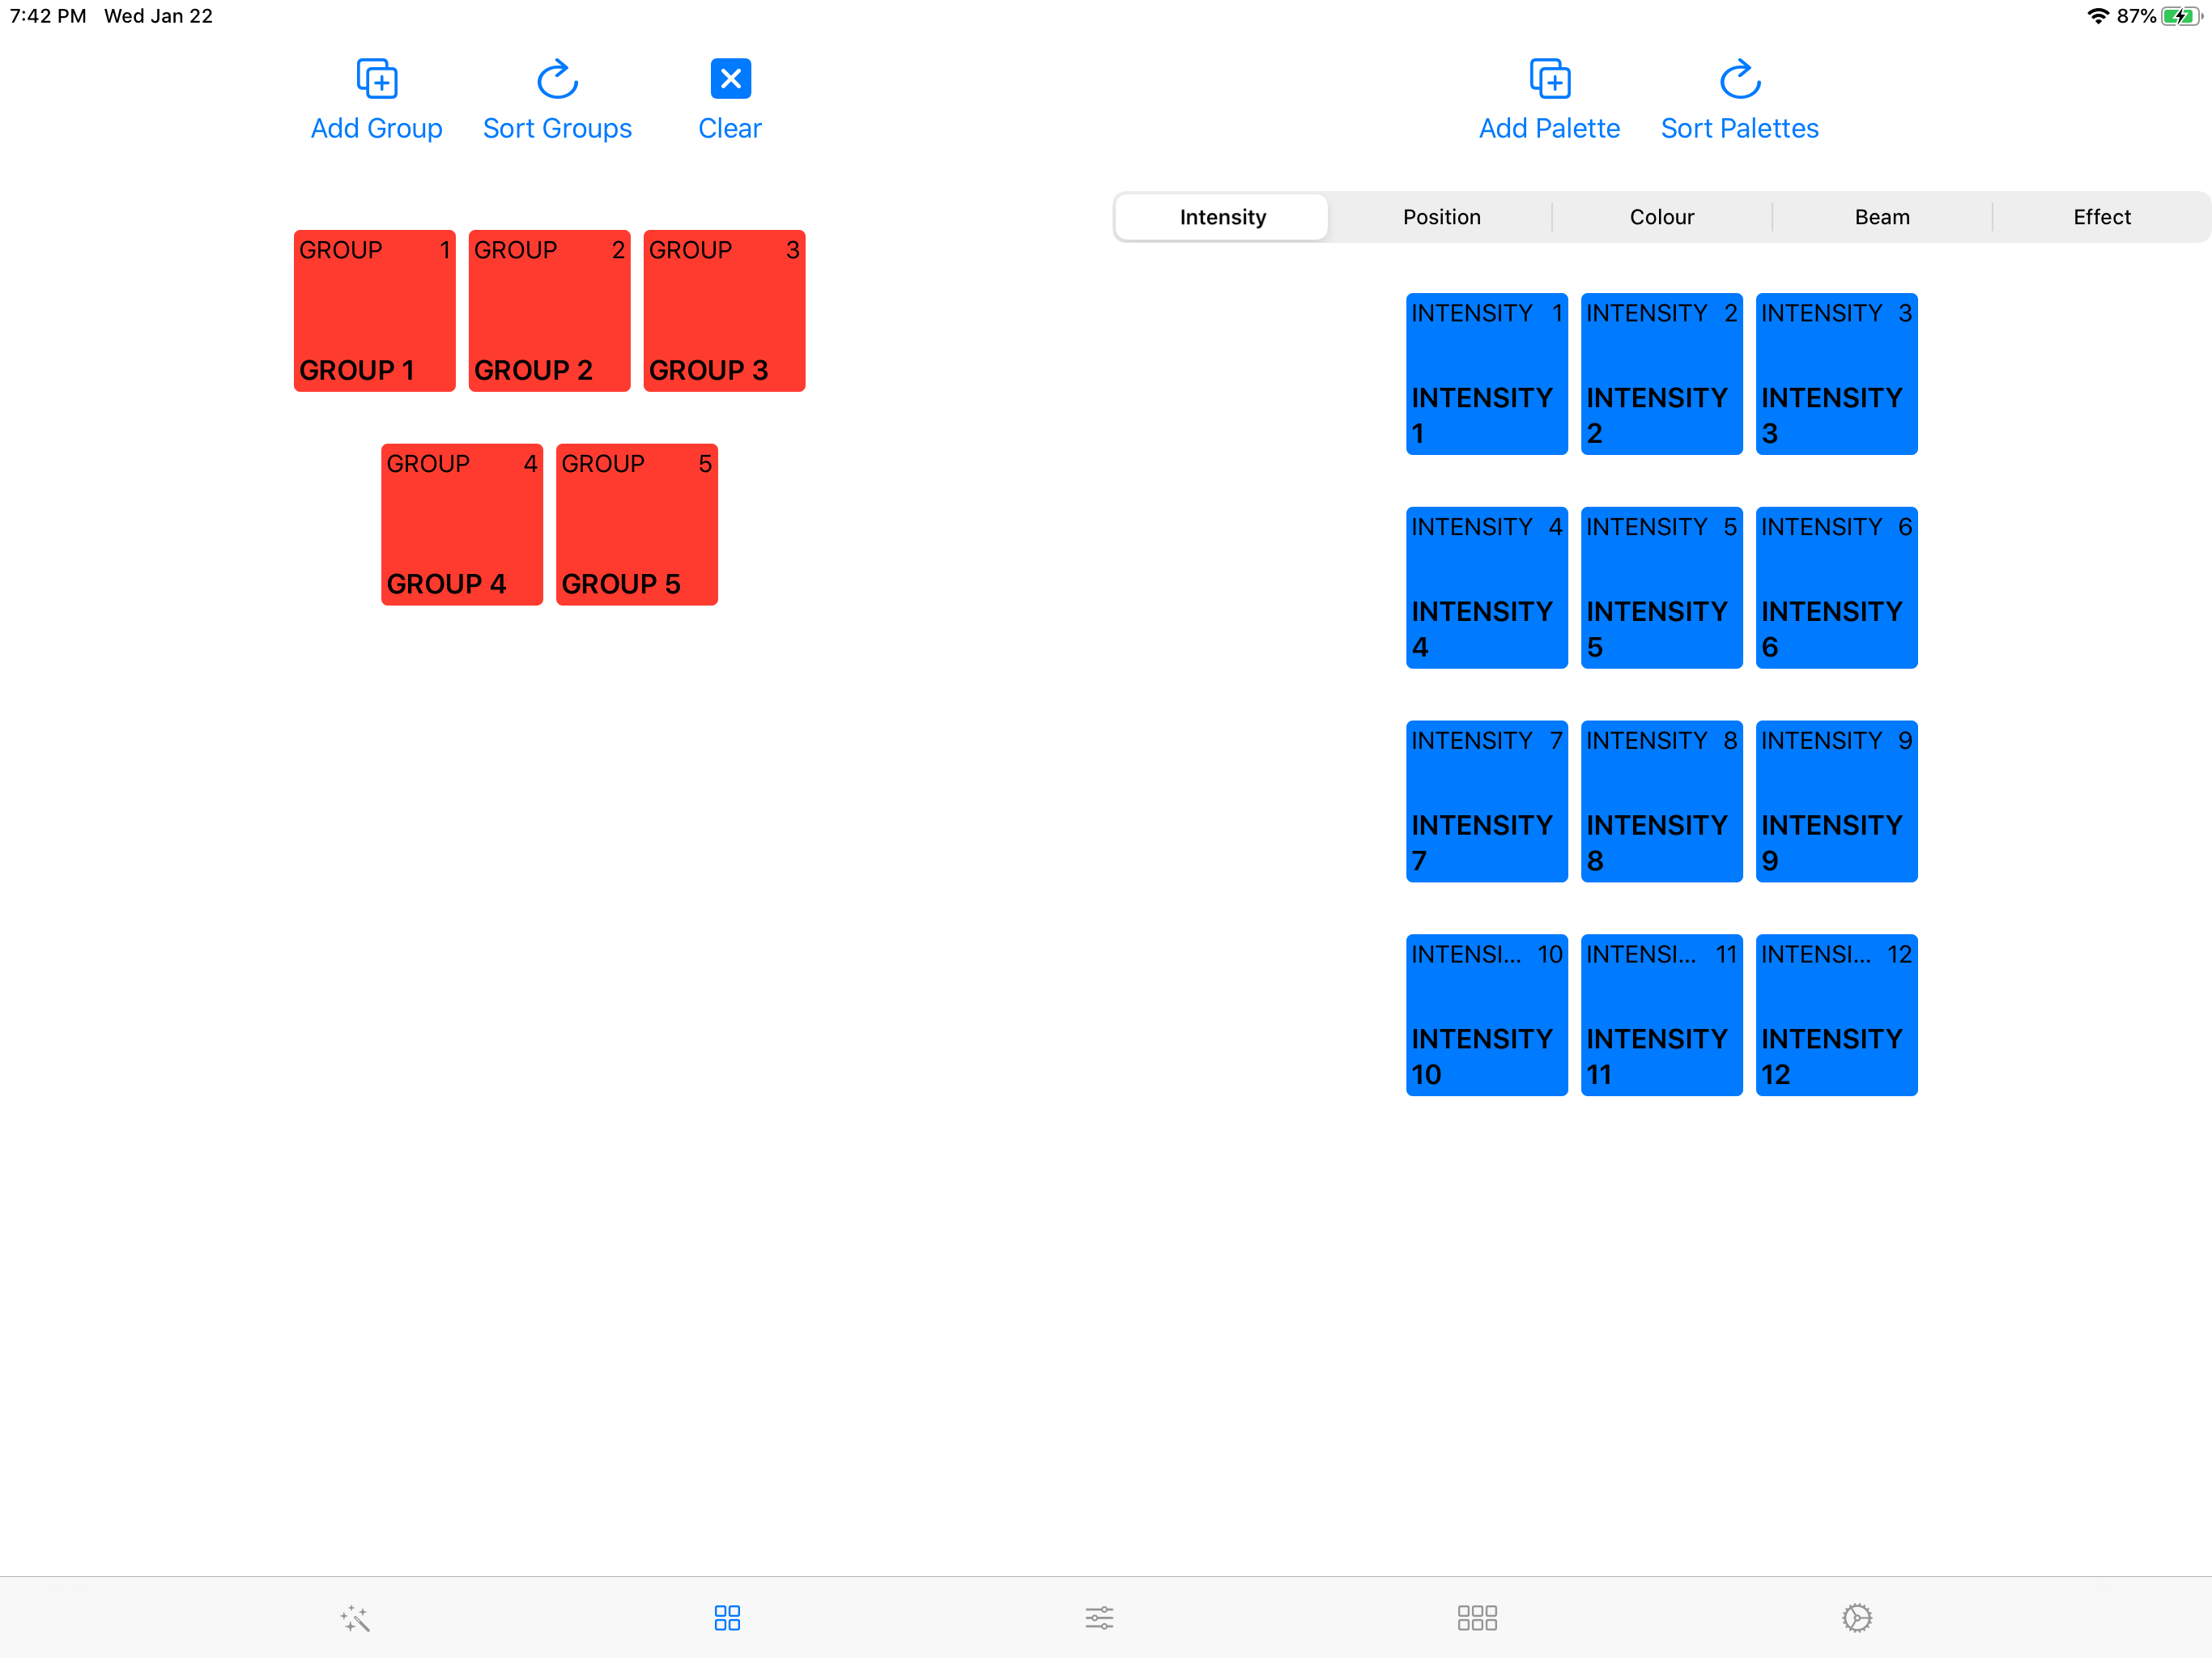 7:42 PM Wed Jan 22
87%
Add Group Sort Groups Clear
Add Palette Sort Palettes
Intensity Position Colour Beam Effect
GROUP 1 GROUP 2 GROUP 3
GROUP 1 GROUP 2 GROUP 3
GROUP 4 GROUP 5
GROUP 4 GROUP 5
INTENSITY 1 INTENSITY 2 INTENSITY 3
INTENSITY INTENSITY INTENSITY
1 2 3
INTENSITY 4 INTENSITY 5 INTENSITY 6
INTENSITY INTENSITY INTENSITY
4 5 6
INTENSITY 7 INTENSITY 8 INTENSITY 9
INTENSITY INTENSITY INTENSITY
7 8 9
INTENSI... 10 INTENSI... 11 INTENSI... 12
INTENSITY INTENSITY INTENSITY
10 11 12